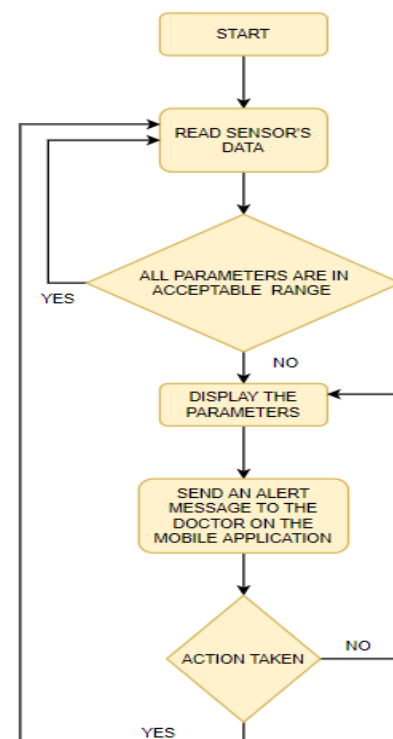 START
READ SENSOR'S
DATA
ALL PARAMETERS ARE IN
ACCEPTABLE RANGE
YES
NO
DISPLAY THE
PARAMETERS
SEND AN ALERT
MESSAGE TO THE
DOCTOR ON THE
MOBILE APPLICATION
ACTION TAKEN
NO
YES